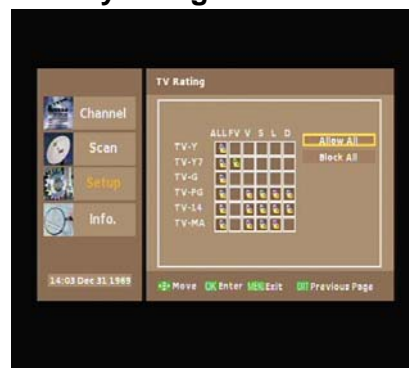 TV Rating
Channel
Scan
Setup
Info.
ALL FV V S L D
TV-Y
TV-Y7
TV-G
TV-PG
TV-14
TV-MA
Allow All
Block All
14:03 Dec 31 1969
Move OK Enter MENU Exit EXIT Previous Page